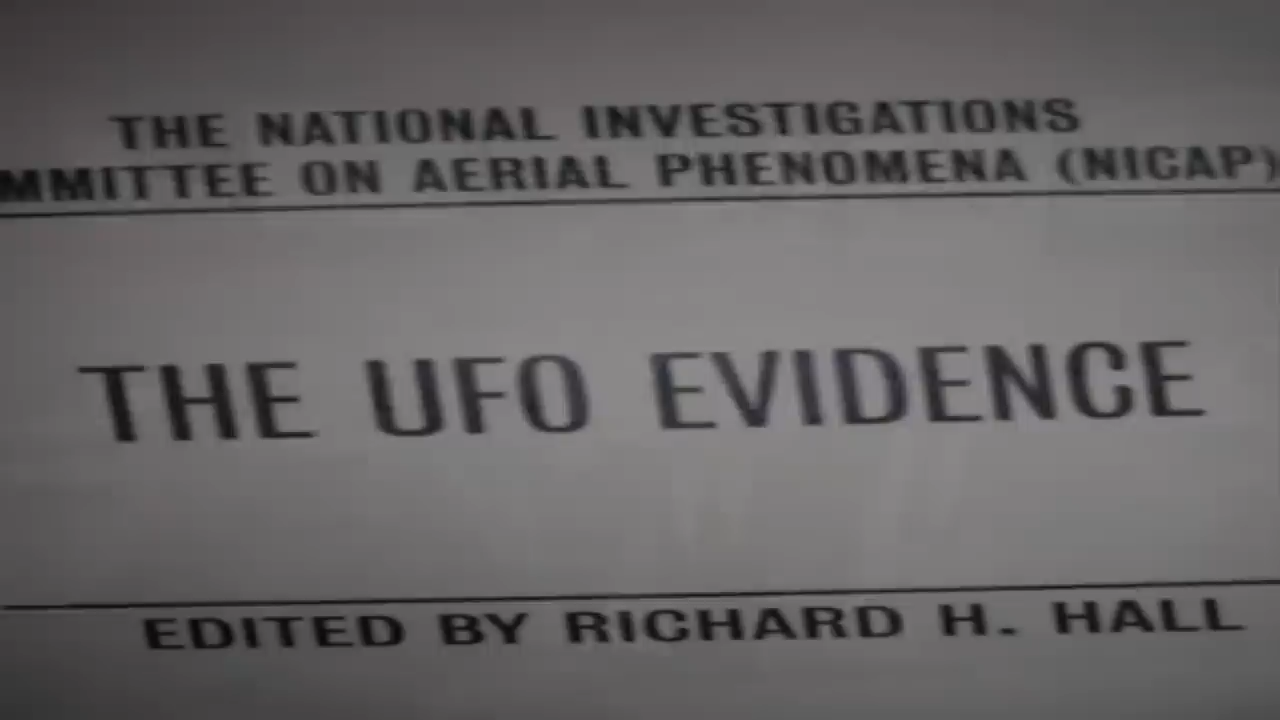 THE NATIONAL INVESTIGATIONS
MMITTEE ON AERIAL PHENOMENA (NICAP)
THE UFO EVIDENCE
EDITED BY RICHARD H. HALL